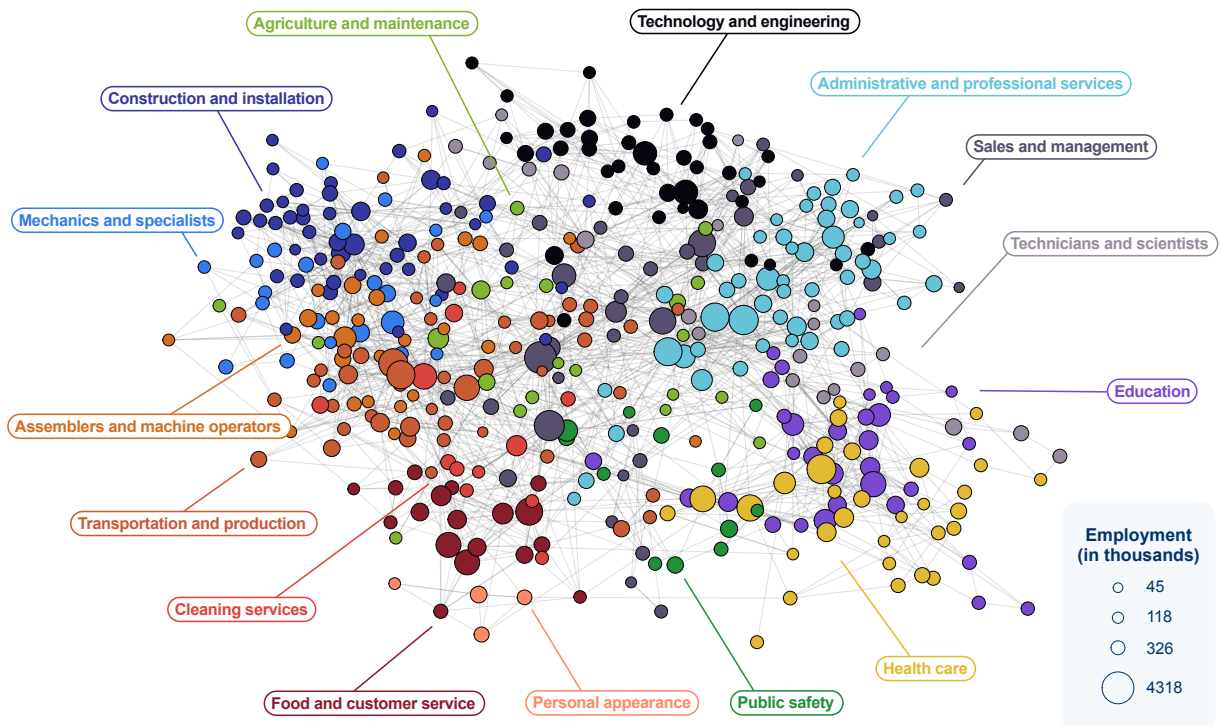 Agriculture and maintenance
Technology and engineering
Construction and installation
Administrative and professional services
Sales and management
Mechanics and specialists
Technicians and scientists
Education
Assemblers and machine operators
Transportation and production
Employment
(in thousands)
45
118
326
4318
Cleaning services
Health care
Food and customer service
Personal appearance
Public safety